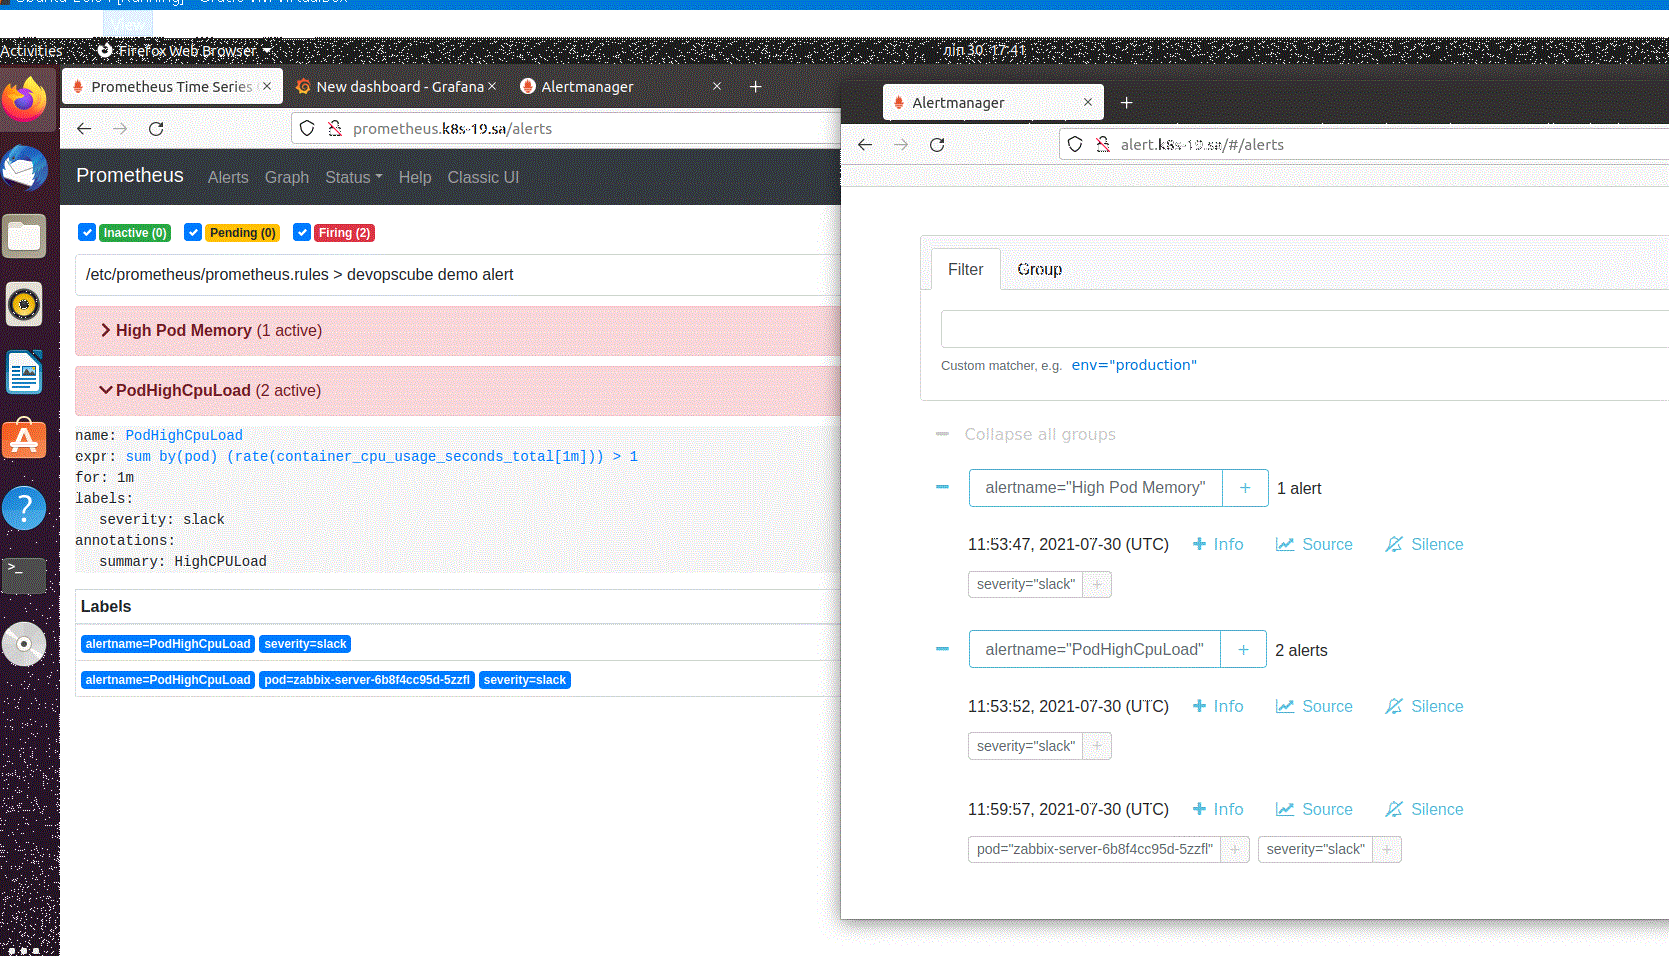 Activities
Firefox Web Browser
лip 30 17:41
Prometheus Time Series
New dashboard - Grafana
Alertmanager
prometheus.k8s-19.sa/alerts
Prometheus
Alerts
Graph
Status
Help
Classic UI
Inactive (0)
Pending (0)
Firing (2)
/etc/prometheus/prometheus.rules > devopscube demo alert
High Pod Memory (1 active)
PodHighCpuLoad (2 active)
name: PodHighCpuLoad
expr: sum by(pod) (rate(container_cpu_usage_seconds_total[1m])) > 1
for: 1m
labels:
severity: slack
annotations:
summary: HighCPULoad
Labels
alertname=PodHighCpuLoad severity=slack
alertname=PodHighCpuLoad pod=zabbix-server-6b8f4cc95d-5zzfl severity=slack
Alertmanager
alert.k8s-19.sa/#/alerts
Filter
Group
Custom matcher, e.g. env="production"
Collapse all groups
alertname="High Pod Memory" + 1 alert
11:53:47, 2021-07-30 (UTC) Info Source Silence
severity="slack" +
alertname="PodHighCpuLoad" + 2 alerts
11:53:52, 2021-07-30 (UTC) Info Source Silence
severity="slack" +
11:59:57, 2021-07-30 (UTC) Info Source Silence
pod="zabbix-server-6b8f4cc95d-5zzfl" + severity="slack" +